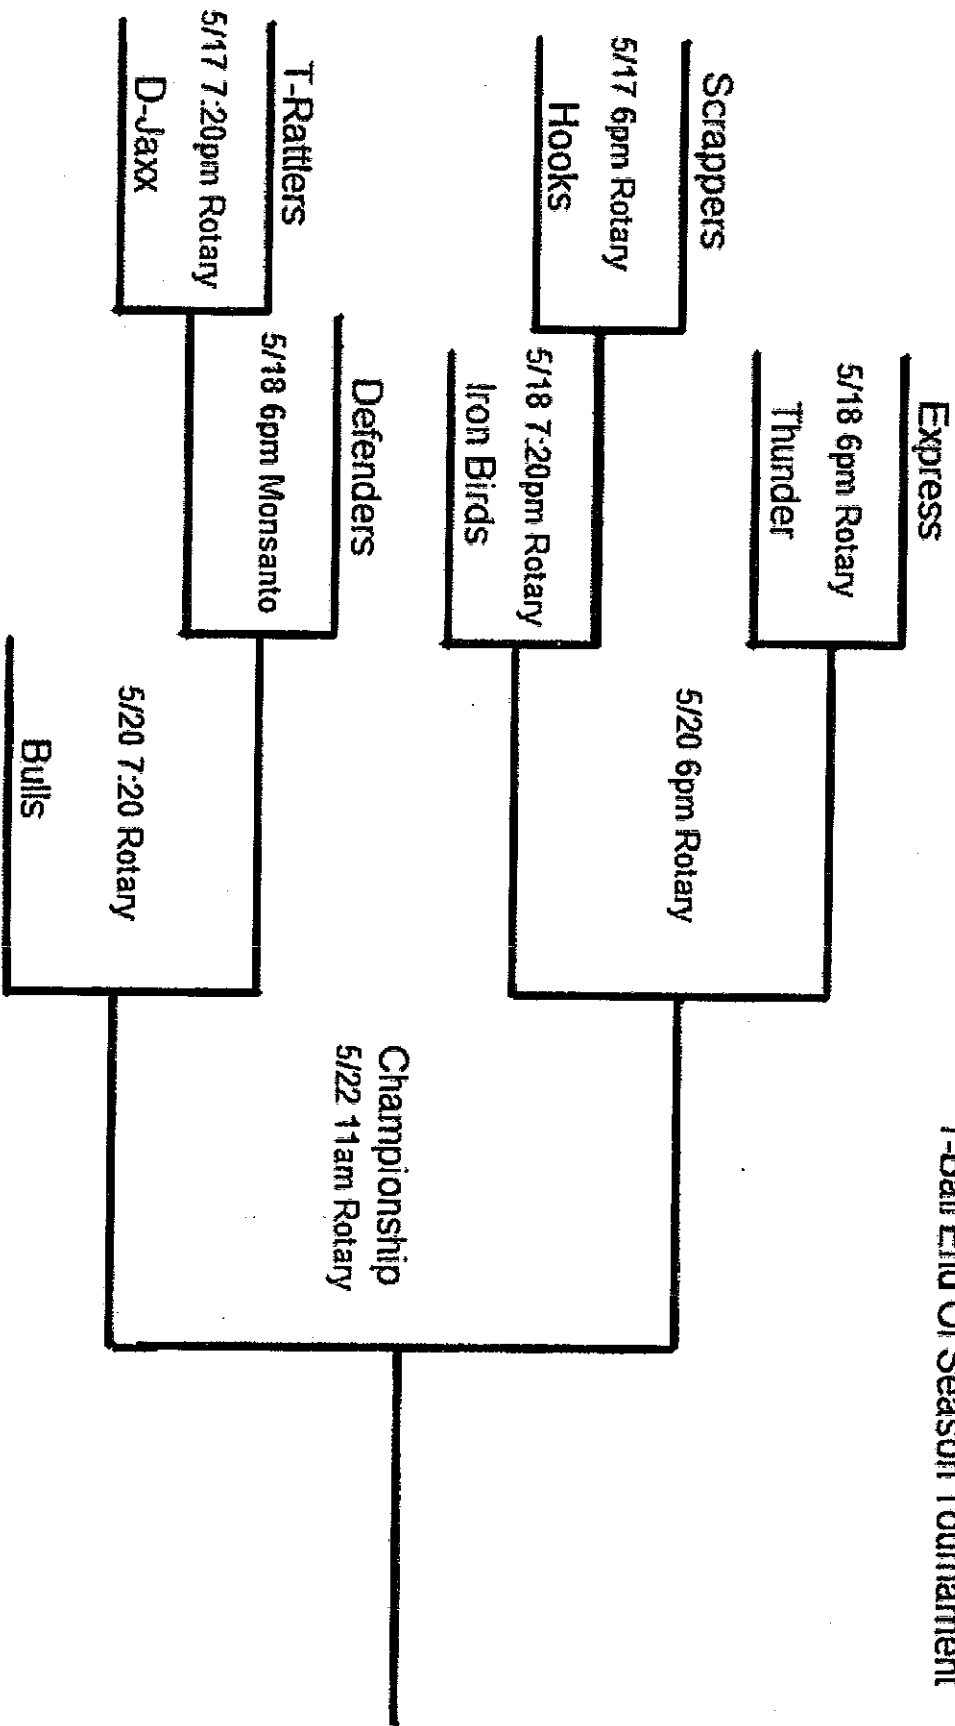 T-Ball End Of Season Tournament
Express
5/18 6pm Rotary
Thunder
5/20 6pm Rotary
Scrappers
5/17 6pm Rotary
Hooks
5/18 7:20pm Rotary
Iron Birds
Championship
5/22 11am Rotary
Defenders
5/18 6pm Monsanto
T-Rattlers
5/17 7:20pm Rotary
D-Jaxx
5/20 7:20 Rotary
Bulls